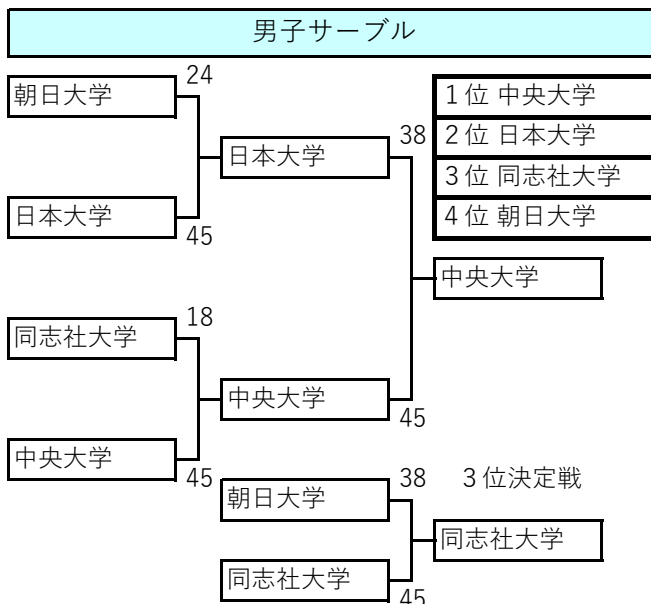 男子サーブル
朝日大学
24
日本大学
38
日本大学
45
1位 中央大学
2位 日本大学
3位 同志社大学
4位 朝日大学
中央大学
同志社大学
18
中央大学
45
中央大学
45
朝日大学
38
3位決定戦
同志社大学
同志社大学
45